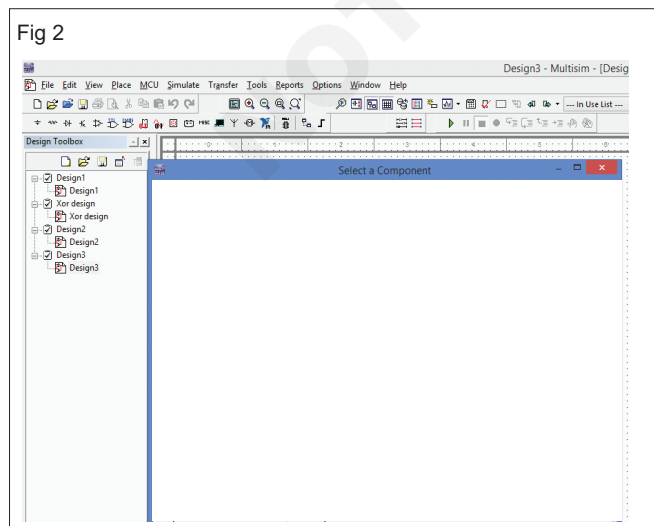 Fig 2
Design3 - Multisim - [Desig
File Edit View Place MCU Simulate Transfer Tools Reports Options Window Help
--- In Use List ---
Design Toolbox
Select a Component
Design1
Design1
Xor design
Xor design
Design2
Design2
Design3
Design3